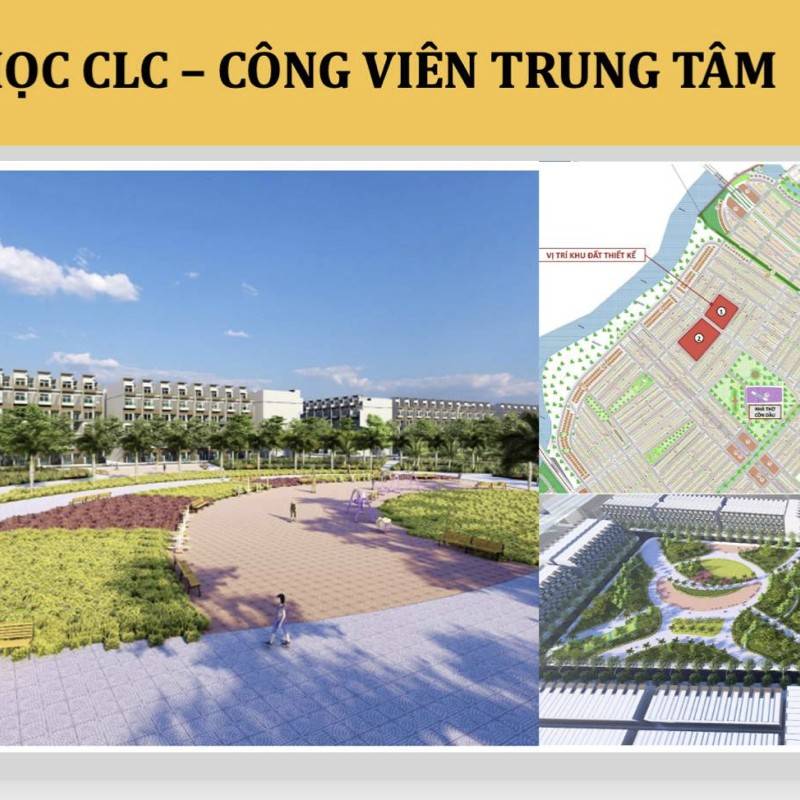 ỌC CLC – CÔNG VIÊN TRUNG TÂM
VỊ TRÍ KHU ĐẤT THIẾT KẾ
1
2
NHÀ THỜ
CỒN DẦU